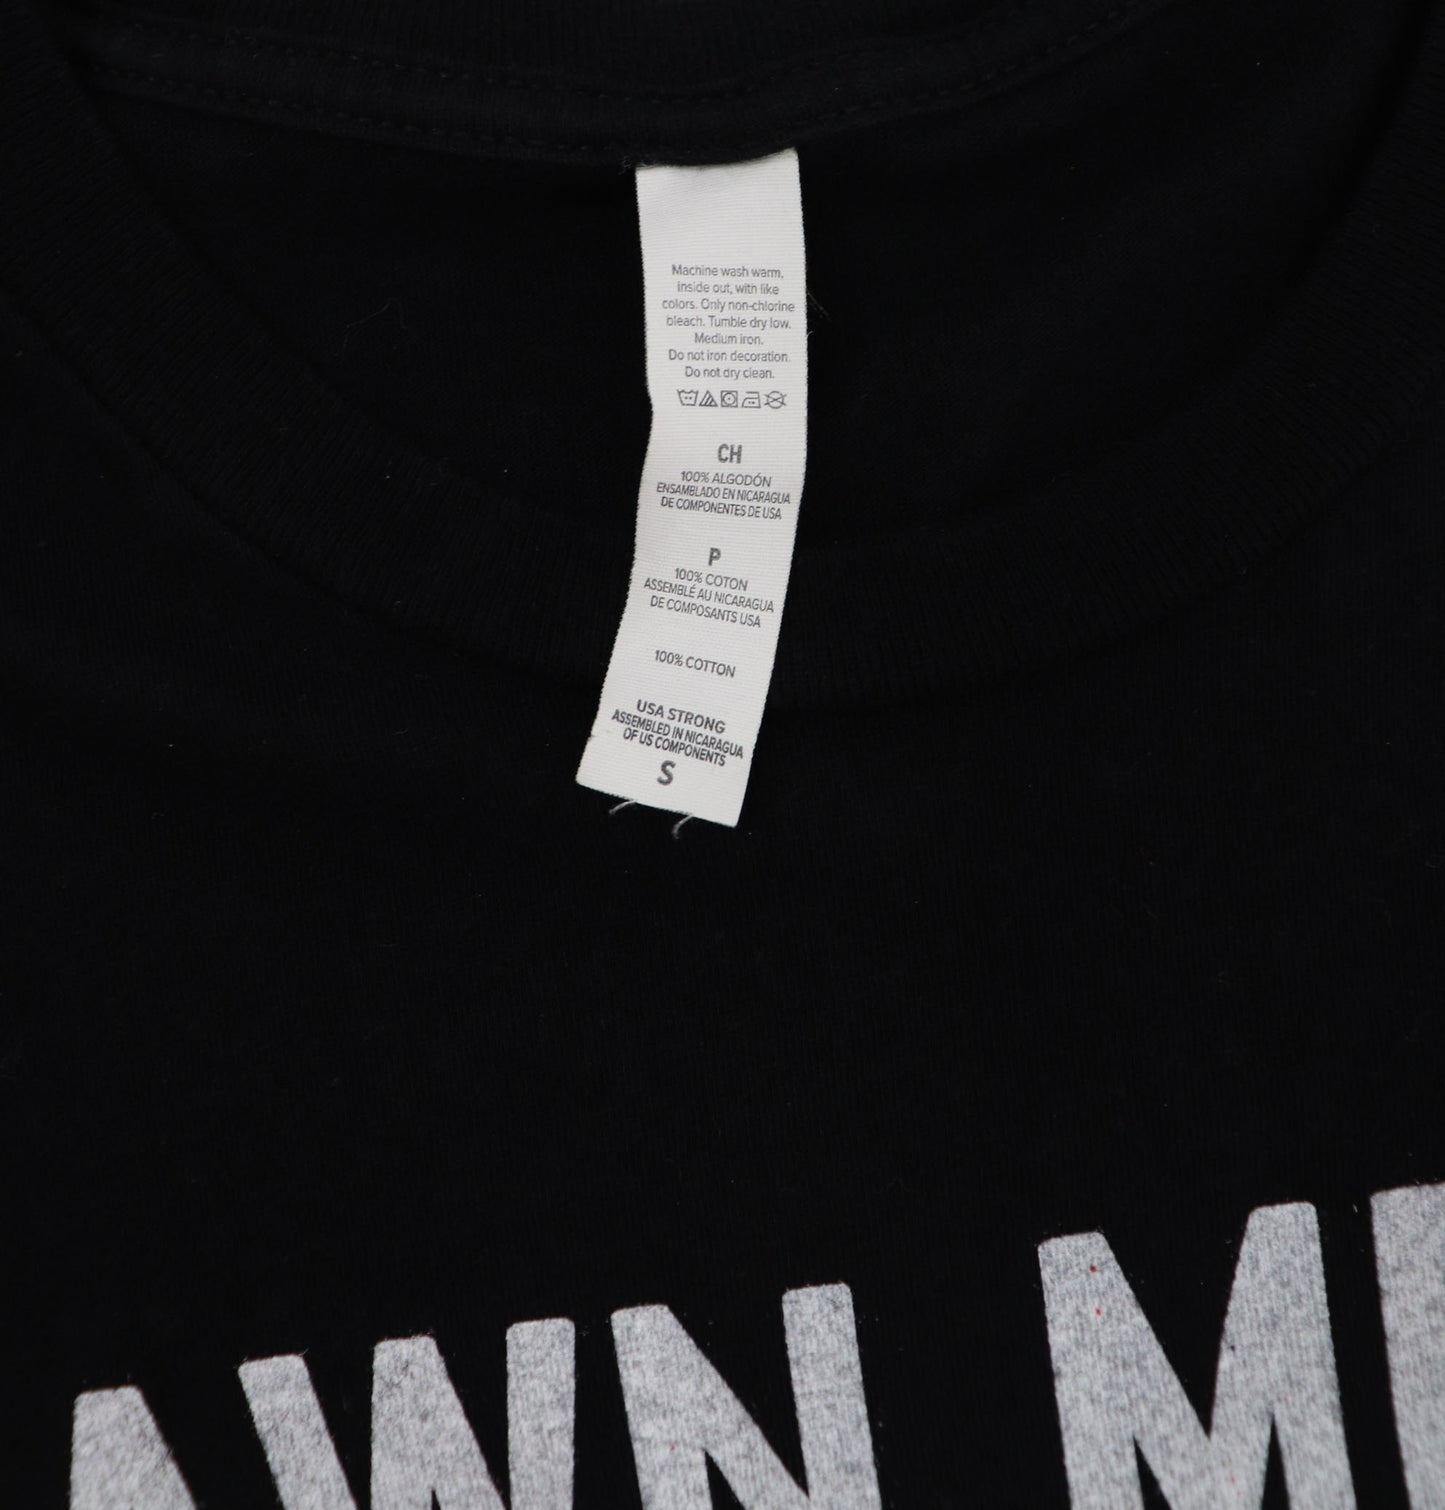 Machine wash warm,
inside out, with like
colors. Only non-chlorine
bleach. Tumble dry low.
Medium iron.
Do not iron decoration.
Do not dry clean.
CH
100% ALGODÓN
ENSAMBLADO EN NICARAGUA
DE COMPONENTES DE USA
P
100% COTON
ASSEMBLÉ AU NICARAGUA
DE COMPOSANTS USA
100% COTTON
USA STRONG
ASSEMBLED IN NICARAGUA
OF US COMPONENTS
S
AWN M